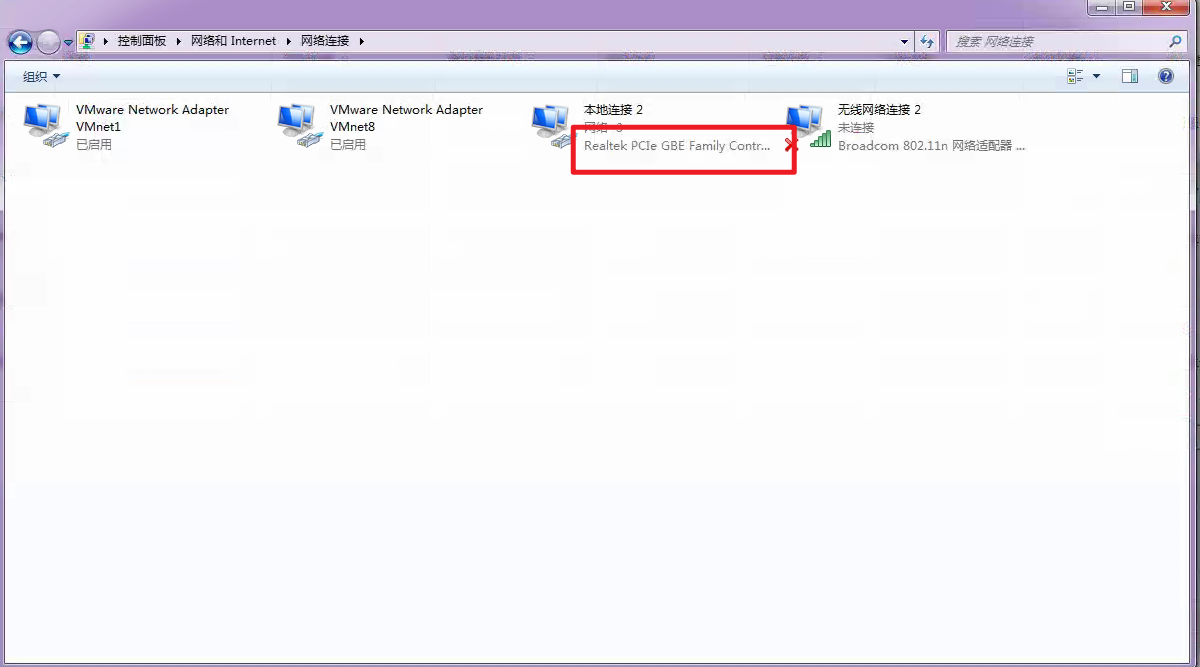 控制面板 ▸ 网络和 Internet ▸ 网络连接 ▸
搜索 网络连接
组织
VMware Network Adapter
VMnet1
已启用
VMware Network Adapter
VMnet8
已启用
本地连接 2
网络 3
Realtek PCIe GBE Family Contr...
无线网络连接 2
未连接
Broadcom 802.11n 网络适配器 ...